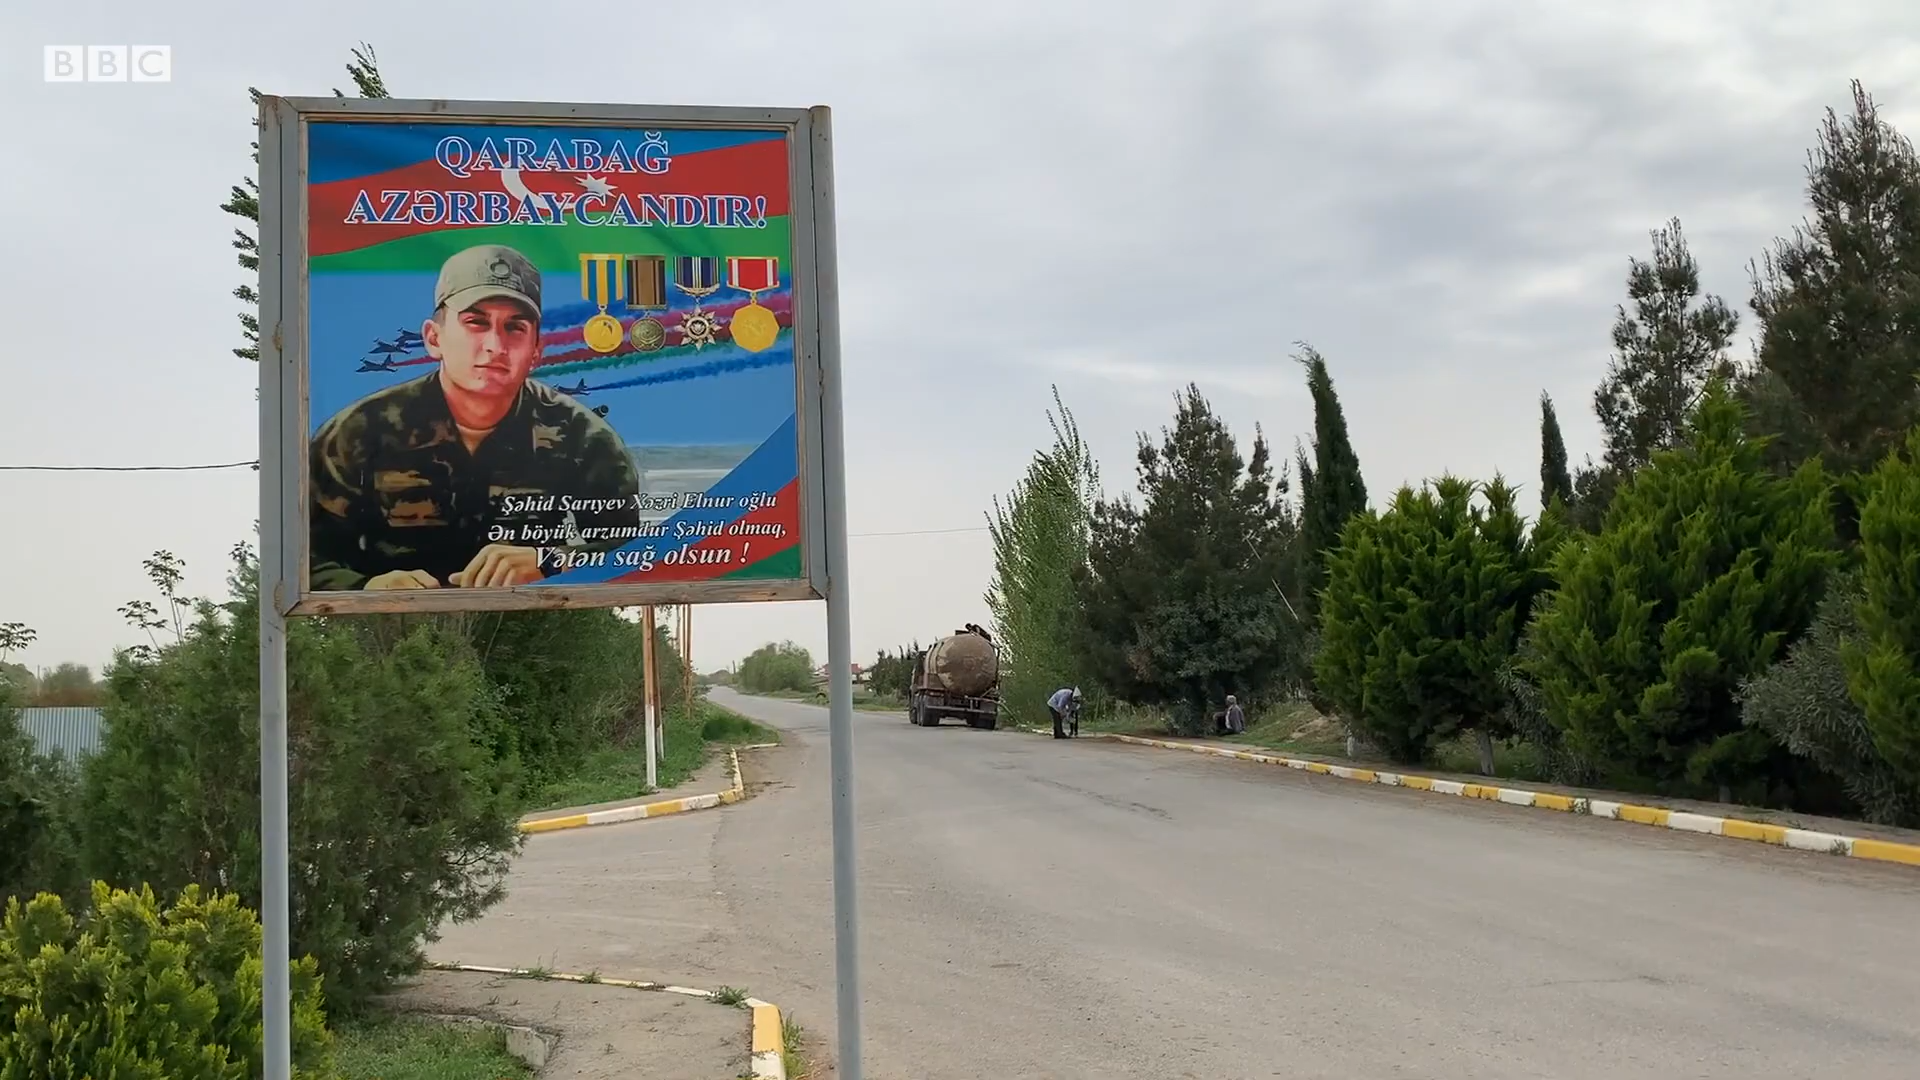 BBC
QARABAĞ
AZƏRBAYCANDIR!
Şəhid Sarıyev Xəzri Elnur oğlu
Ən böyük arzumdur Şəhid olmaq,
Vətən sağ olsun !